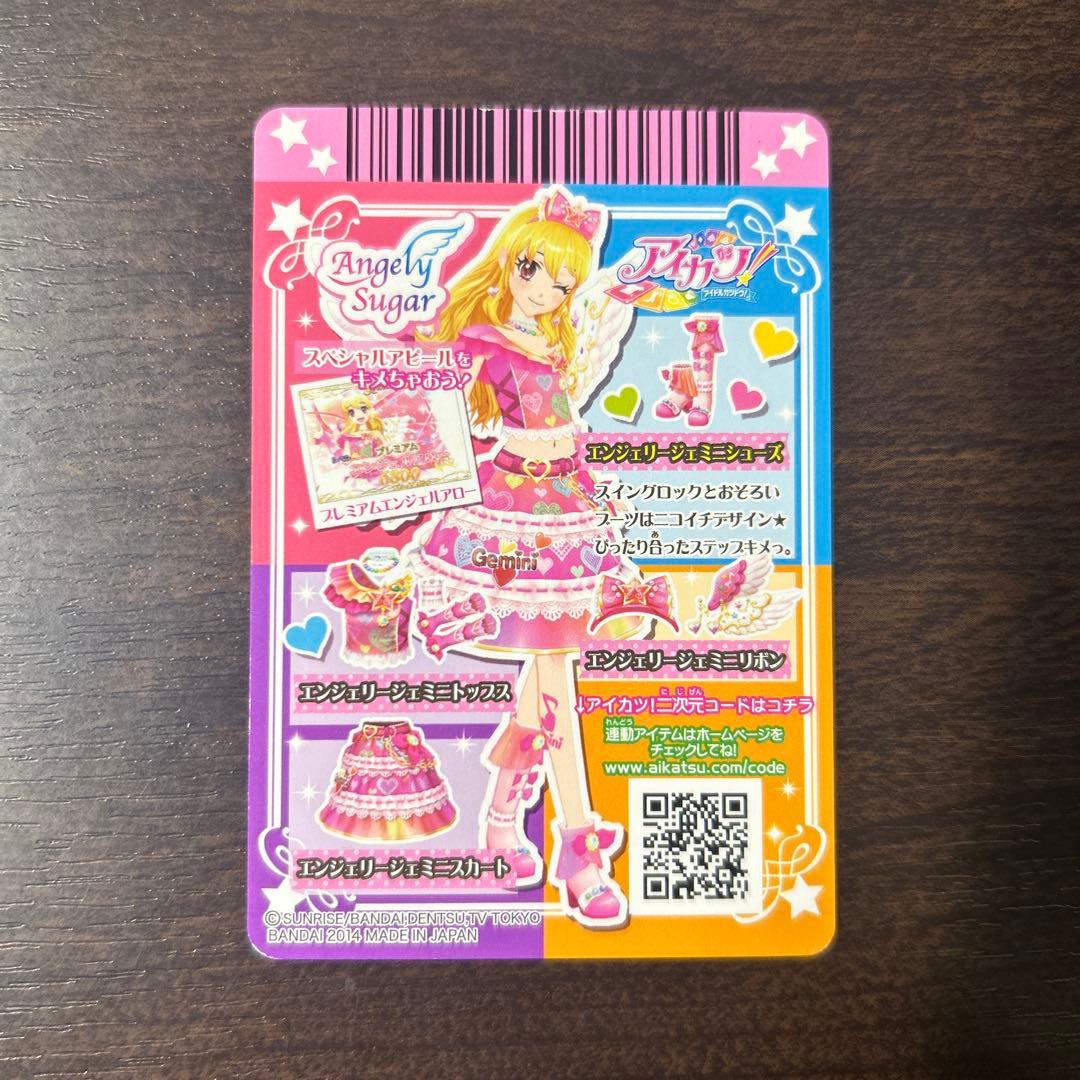 Angely
Sugar
アイカツ!
アイドルカツドウ!
スペシャルアピールを
キメちゃおう!
プレミアム
プレミアムエンジェルアロー
エンジェリージェミニシューズ
スイングロックとおそろい
ブーツはニコイチデザイン★
ぴったり合ったステップキメっ。
あ
Gemini
エンジェリージェミニトップス
エンジェリージェミニリボン
↓アイカツ!二次元コードはコチラ
にじげん
連動アイテムはホームページを
れんどう
チェックしてね!
www.aikatsu.com/code
エンジェリージェミニスカート
© SUNRISE/BANDAI,DENTSU,TV TOKYO
BANDAI 2014 MADE IN JAPAN